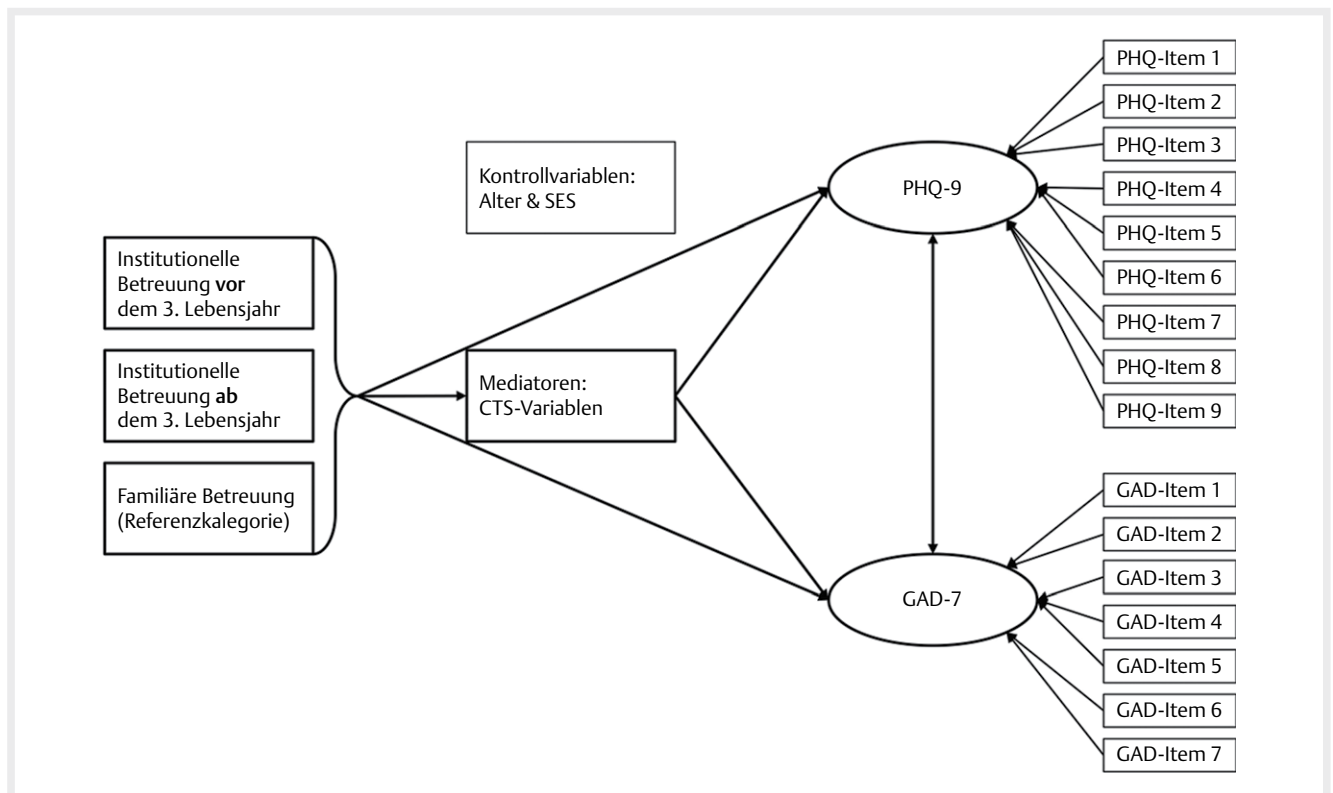 Institutionelle
Betreuung vor
dem 3. Lebensjahr
Institutionelle
Betreuung ab
dem 3. Lebensjahr
Familiäre Betreuung
(Referenzkalegorie)
Kontrollvariablen:
Alter & SES
Mediatoren:
CTS-Variablen
PHQ-9
GAD-7
PHQ-Item 1
PHQ-Item 2
PHQ-Item 3
PHQ-Item 4
PHQ-Item 5
PHQ-Item 6
PHQ-Item 7
PHQ-Item 8
PHQ-Item 9
GAD-Item 1
GAD-Item 2
GAD-Item 3
GAD-Item 4
GAD-Item 5
GAD-Item 6
GAD-Item 7